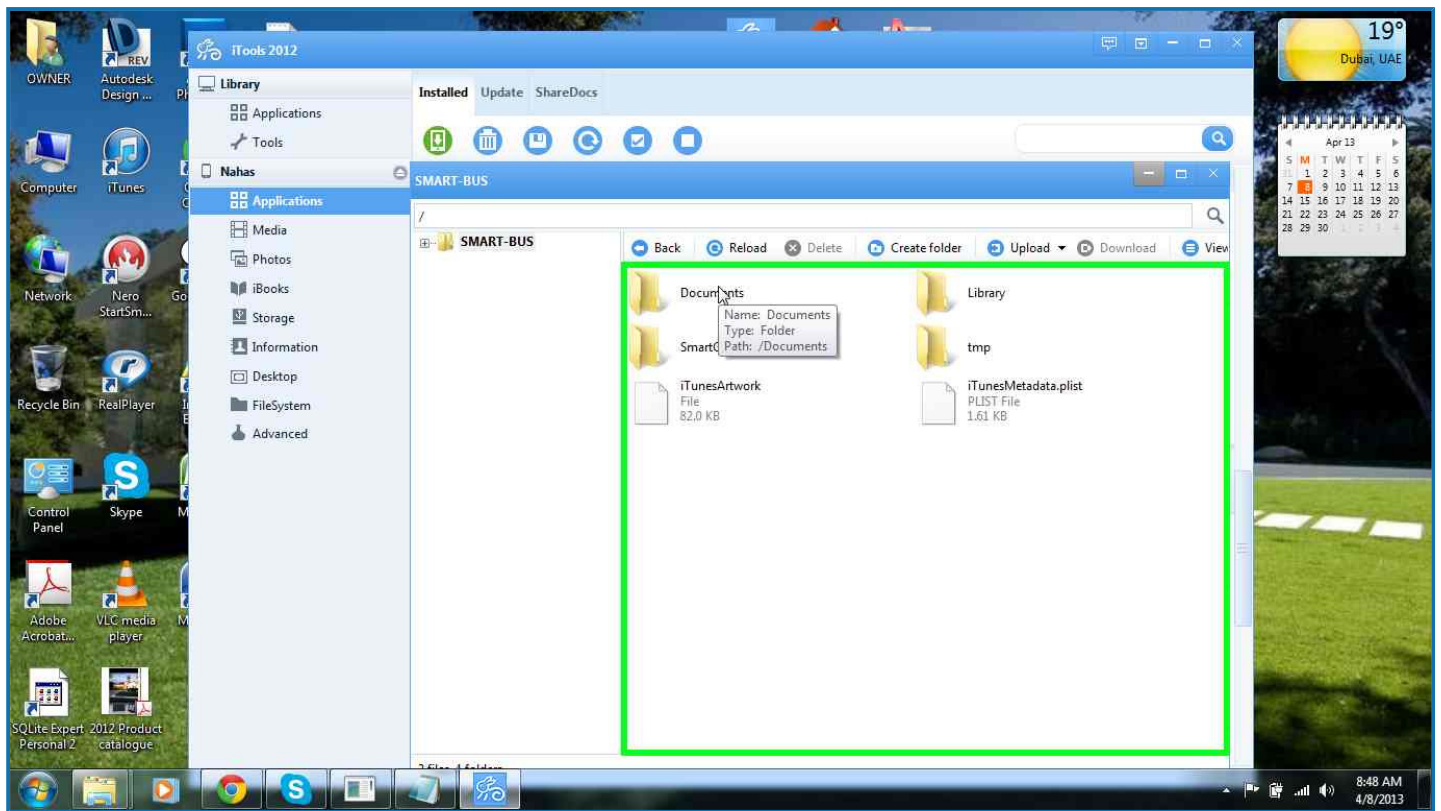 OWNER
Autodesk
Design ...
REV
Computer
iTunes
Network
Nero
StartSm...
Recycle Bin
RealPlayer
Control
Panel
Skype
Adobe
Acrobat...
VLC media
player
SQLite Expert
Personal 2
2012 Product
catalogue
iTools 2012
Library
Applications
Tools
Nahas
Applications
Media
Photos
iBooks
Storage
Information
Desktop
FileSystem
Advanced
Installed Update ShareDocs
SMART-BUS
/
SMART-BUS
Back Reload Delete Create folder Upload Download View
Documents
Library
Name: Documents
Type: Folder
Path: /Documents
tmp
iTunesArtwork
File
82.0 KB
iTunesMetadata.plist
PLIST File
1.61 KB
19°
Dubai, UAE
Apr 13
S M T W T F S
31 1 2 3 4 5 6
7 8 9 10 11 12 13
14 15 16 17 18 19 20
21 22 23 24 25 26 27
28 29 30 1 2 3 4
8:48 AM
4/8/2013